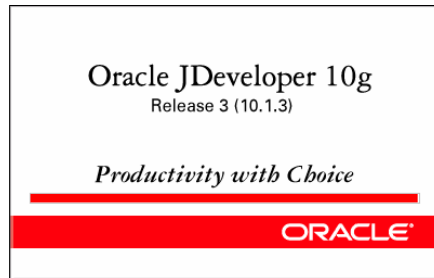 Oracle JDeveloper 10g
Release 3 (10.1.3)
Productivity with Choice
ORACLE®